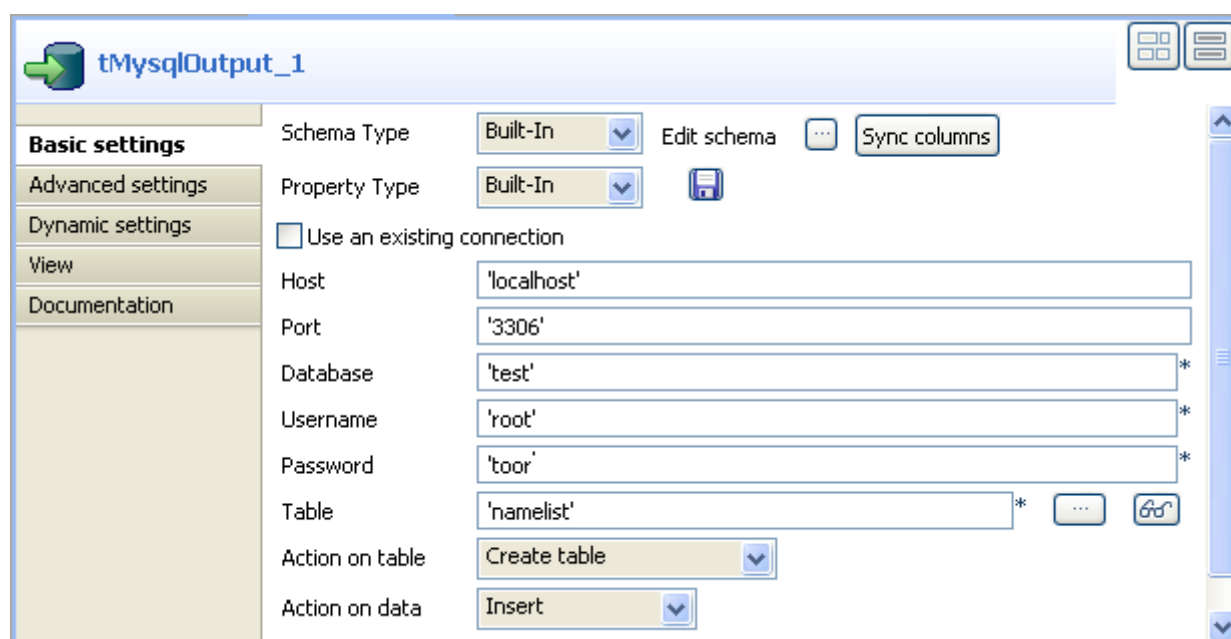 tMysqlOutput_1
Basic settings
Advanced settings
Dynamic settings
View
Documentation
Schema Type Built-In Edit schema ... Sync columns
Property Type Built-In
Use an existing connection
Host 'localhost'
Port '3306'
Database 'test' *
Username 'root' *
Password 'toor' *
Table 'namelist' * ...
Action on table Create table
Action on data Insert